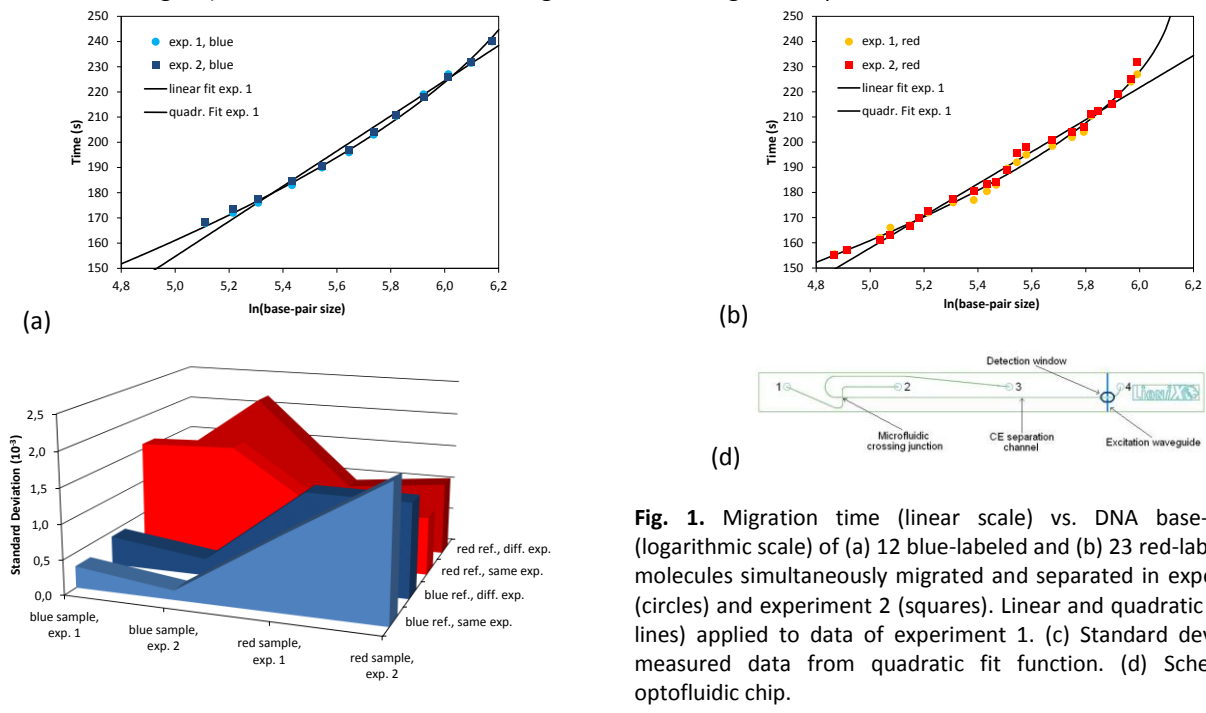 240
230
220
210
200
190
180
170
160
150
Time (s)
exp. 1, blue
exp. 2, blue
linear fit exp. 1
quadr. Fit exp. 1
4,8 5,0 5,2 5,4 5,6 5,8 6,0 6,2
ln(base-pair size)
(a)
250
240
230
220
210
200
190
180
170
160
150
Time (s)
exp. 1, red
exp. 2, red
linear fit exp. 1
quadr. Fit exp. 1
4,8 5,0 5,2 5,4 5,6 5,8 6,0 6,2
ln(base-pair size)
(b)
2,5
2,0
1,5
1,0
0,5
0,0
Standard Deviation (10⁻³)
blue sample,
exp. 1
blue sample,
exp. 2
red sample,
exp. 1
red sample,
exp. 2
red ref., diff. exp.
red ref., same exp.
blue ref., diff. exp.
blue ref., same exp.
Detection window
1 2 3 4
LioniX
Microfluidic
crossing junction
CE separation
channel
Excitation waveguide
(d)
Fig. 1. Migration time (linear scale) vs. DNA base-
(logarithmic scale) of (a) 12 blue-labeled and (b) 23 red-lab
molecules simultaneously migrated and separated in expe
(circles) and experiment 2 (squares). Linear and quadratic
lines) applied to data of experiment 1. (c) Standard dev
measured data from quadratic fit function. (d) Sche
optofluidic chip.